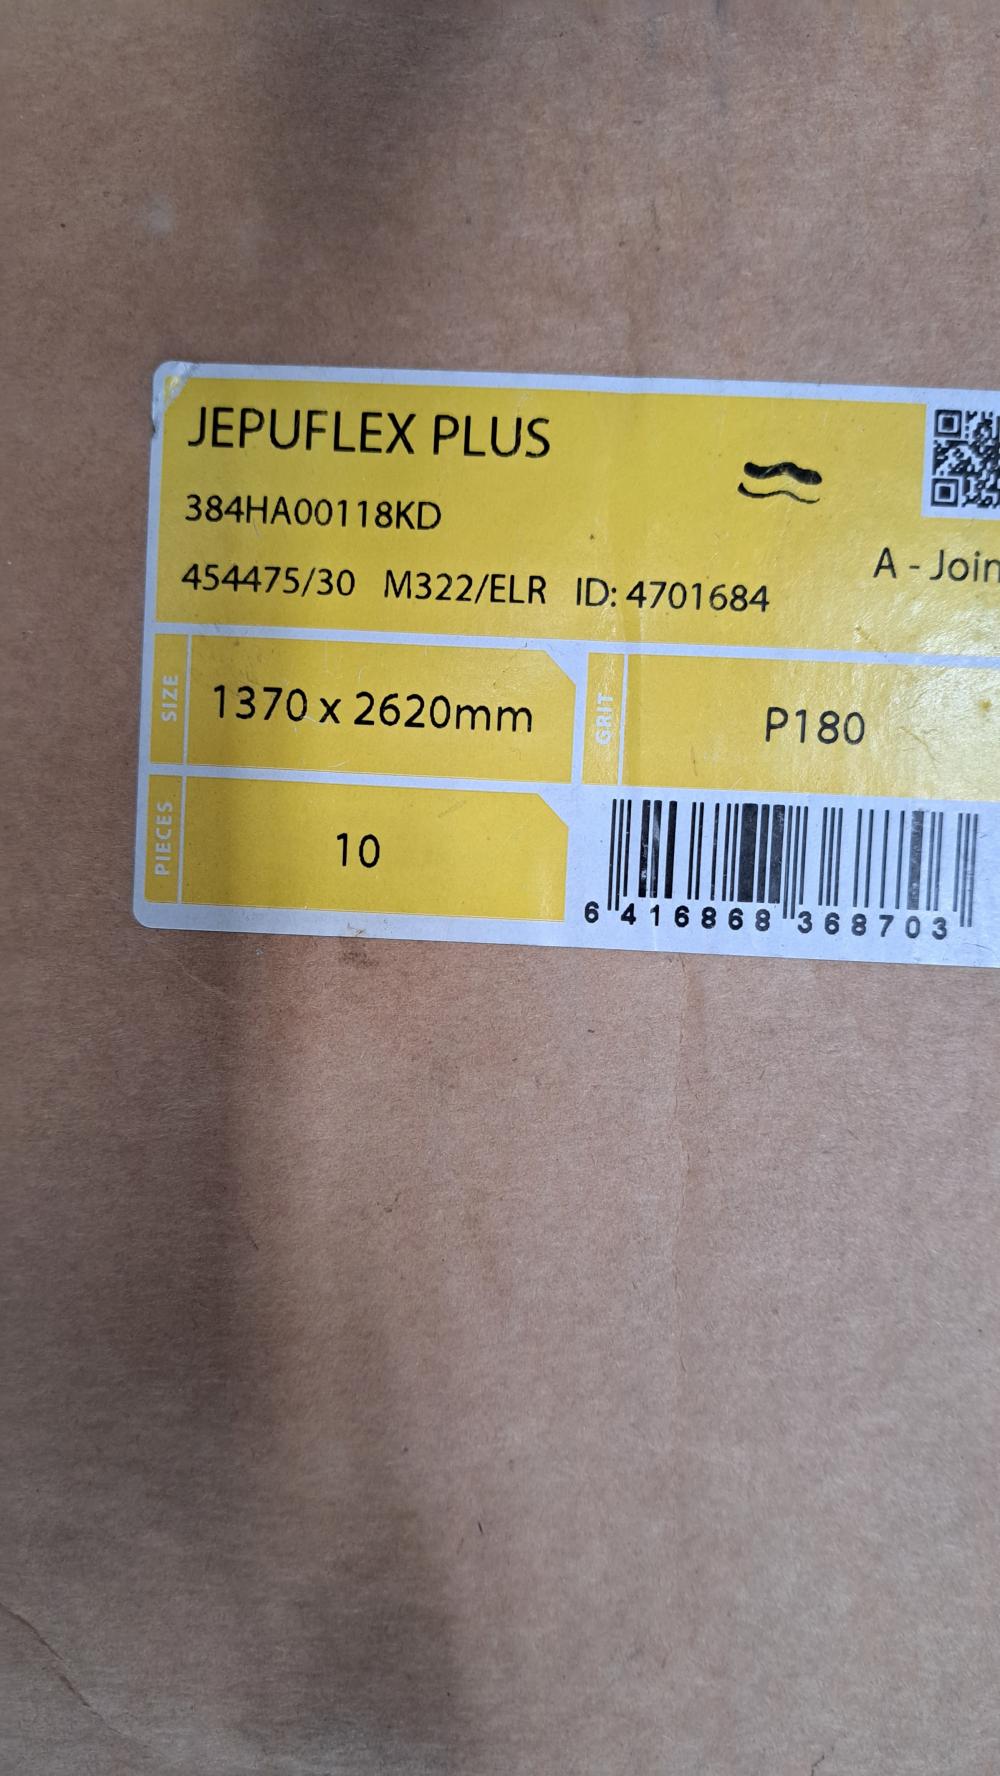 JEPUFLEX PLUS
384HA00118KD
A - Join
454475/30 M322/ELR ID: 4701684
SIZE
1370 x 2620mm
GRIT
P180
PIECES
10
6 416868 368703